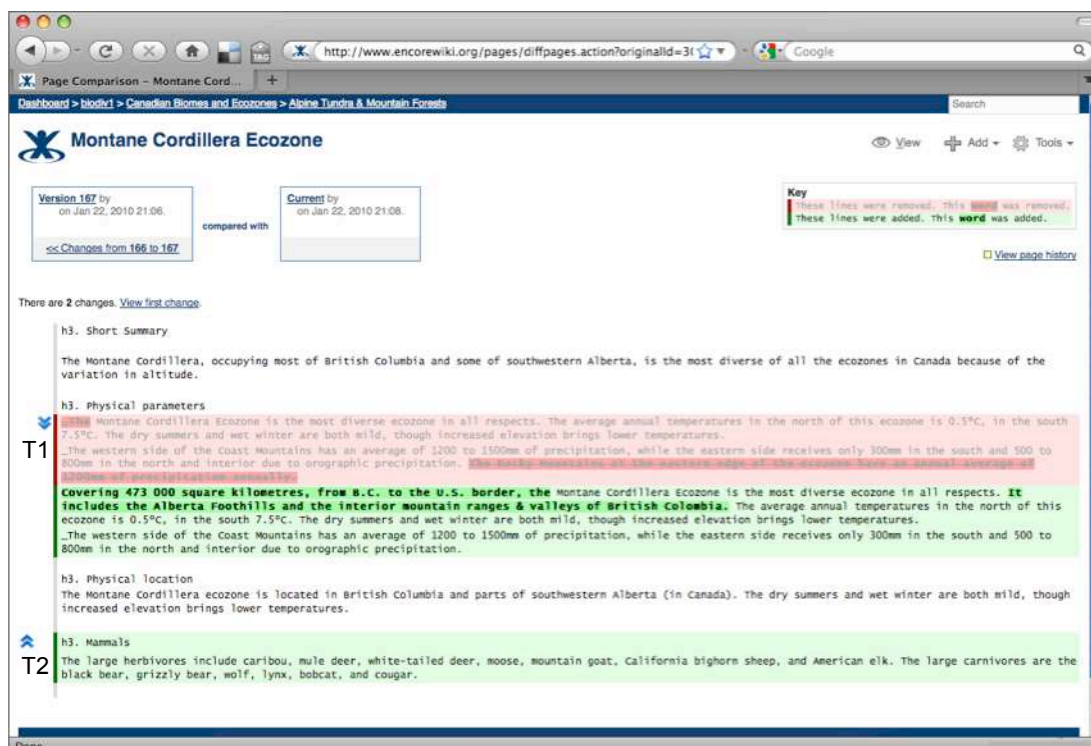 http://www.encorewiki.org/pages/diffpages.action?originalId=3(
Google
TAG
Page Comparison – Montane Cord...
Dashboard > biodiv1 > Canadian Biomes and Ecozones > Alpine Tundra & Mountain Forests
Search
Montane Cordillera Ecozone
View Add Tools
Version 167 by
on Jan 22, 2010 21:06.
<< Changes from 166 to 167
compared with
Current by
on Jan 22, 2010 21:08.
Key
These lines were removed. This word was removed.
These lines were added. This word was added.
View page history
There are 2 changes. View first change.
h3. Short Summary
The Montane Cordillera, occupying most of British Columbia and some of southwestern Alberta, is the most diverse of all the ecozones in Canada because of the
variation in altitude.
h3. Physical parameters
T1
_The Montane Cordillera Ecozone is the most diverse ecozone in all respects. The average annual temperatures in the north of this ecozone is 0.5°C, in the south
7.5°C. The dry summers and wet winter are both mild, though increased elevation brings lower temperatures.
_The western side of the Coast Mountains has an average of 1200 to 1500mm of precipitation, while the eastern side receives only 300mm in the south and 500 to
800mm in the north and interior due to orographic precipitation. The Rocky Mountains at the eastern edge of the ecozone have an annual average of
1200mm of precipitation annually.
Covering 473 000 square kilometres, from B.C. to the U.S. border, the Montane Cordillera Ecozone is the most diverse ecozone in all respects. It
includes the Alberta Foothills and the interior mountain ranges & valleys of British Colombia. The average annual temperatures in the north of this
ecozone is 0.5°C, in the south 7.5°C. The dry summers and wet winter are both mild, though increased elevation brings lower temperatures.
_The western side of the Coast Mountains has an average of 1200 to 1500mm of precipitation, while the eastern side receives only 300mm in the south and 500 to
800mm in the north and interior due to orographic precipitation.
h3. Physical location
The Montane Cordillera ecozone is located in British Columbia and parts of southwestern Alberta (in Canada). The dry summers and wet winter are both mild, though
increased elevation brings lower temperatures.
h3. Mammals
T2
The large herbivores include caribou, mule deer, white-tailed deer, moose, mountain goat, California bighorn sheep, and American elk. The large carnivores are the
black bear, grizzly bear, wolf, lynx, bobcat, and cougar.